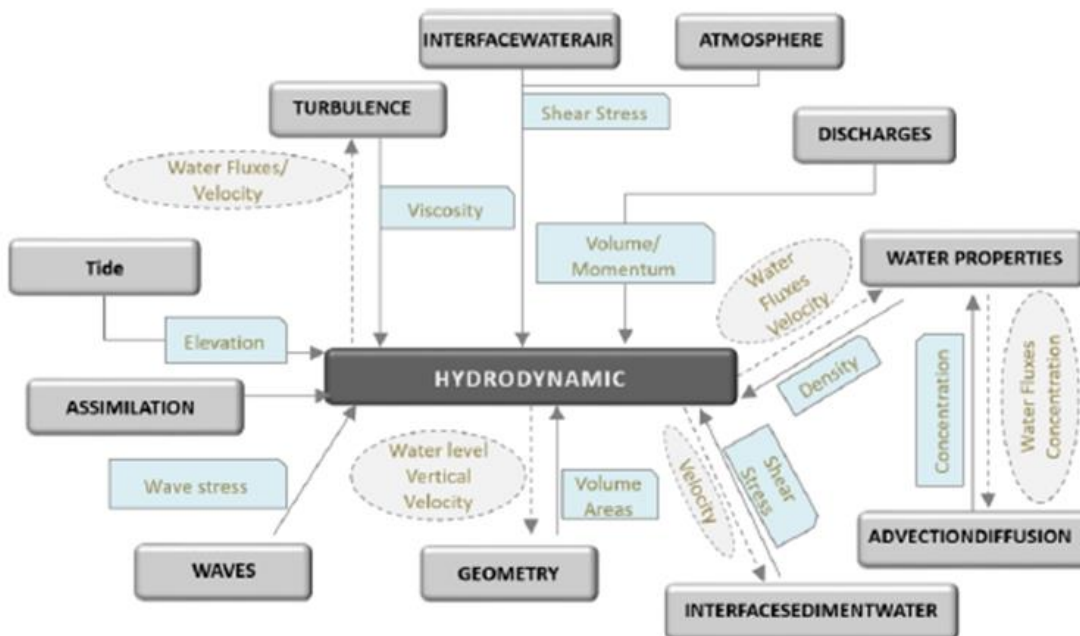 INTERFACEWATERAIR
ATMOSPHERE
TURBULENCE
Shear Stress
DISCHARGES
Water Fluxes/
Velocity
Viscosity
Volume/
Momentum
WATER PROPERTIES
Tide
Water
Fluxes
Velocity
Elevation
HYDRODYNAMIC
Density
Concentration
Water Fluxes
Concentration
ASSIMILATION
Wave stress
Water level
Vertical
Velocity
Volume
Areas
Velocity
Shear
Stress
ADVECTIONDIFFUSION
WAVES
GEOMETRY
INTERFACESEDIMENTWATER